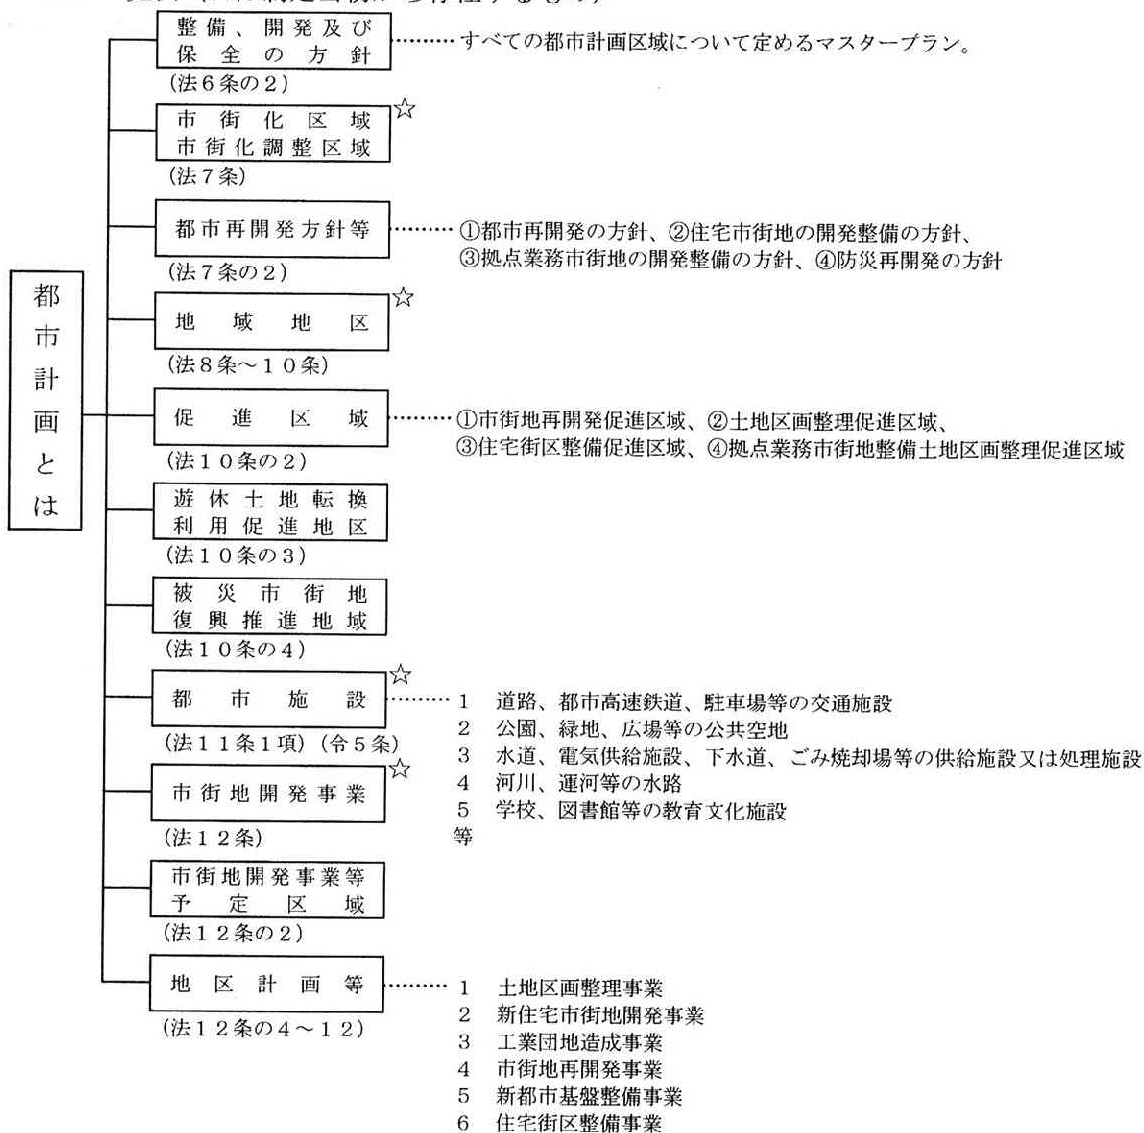 整備、開発及び
保全の方針
すべての都市計画区域について定めるマスタープラン。
(法6条の2)
市街化区域
市街化調整区域
☆
(法7条)
都市再開発方針等
①都市再開発の方針、②住宅市街地の開発整備の方針、
③拠点業務市街地の開発整備の方針、④防災再開発の方針
(法7条の2)
地域地区
☆
(法8条～10条)
都市計画とは
促進区域
①市街地再開発促進区域、②土地区画整理促進区域、
③住宅街区整備促進区域、④拠点業務市街地整備土地区画整理促進区域
(法10条の2)
遊休土地転換
利用促進地区
(法10条の3)
被災市街地
復興推進地域
(法10条の4)
都市施設
☆
(法11条1項)(令5条)
1 道路、都市高速鉄道、駐車場等の交通施設
2 公園、緑地、広場等の公共空地
3 水道、電気供給施設、下水道、ごみ焼却場等の供給施設又は処理施設
4 河川、運河等の水路
5 学校、図書館等の教育文化施設
等
市街地開発事業
☆
(法12条)
市街地開発事業等
予定区域
(法12条の2)
地区計画等
(法12条の4～12)
1 土地区画整理事業
2 新住宅市街地開発事業
3 工業団地造成事業
4 市街地再開発事業
5 新都市基盤整備事業
6 住宅街区整備事業